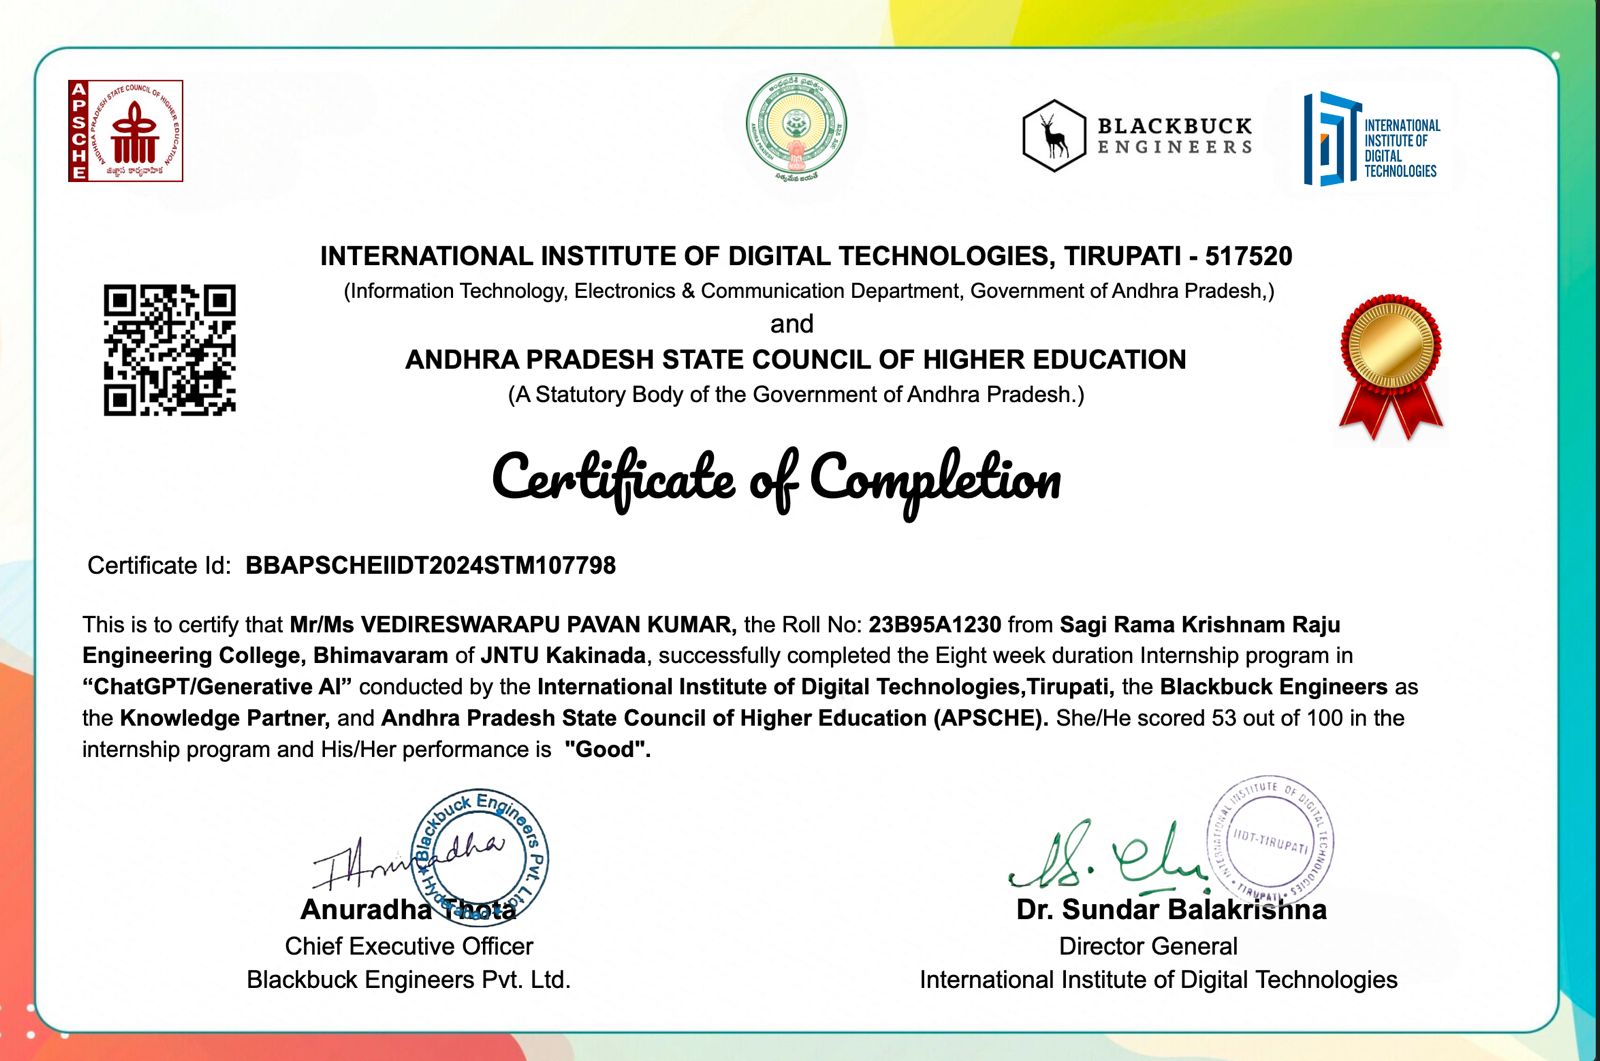 APSCHE
ANDHRA PRADESH STATE COUNCIL OF HIGHER EDUCATION
BLACKBUCK
ENGINEERS
INTERNATIONAL
INSTITUTE OF
DIGITAL
TECHNOLOGIES
INTERNATIONAL INSTITUTE OF DIGITAL TECHNOLOGIES, TIRUPATI - 517520
(Information Technology, Electronics & Communication Department, Government of Andhra Pradesh,)
and
ANDHRA PRADESH STATE COUNCIL OF HIGHER EDUCATION
(A Statutory Body of the Government of Andhra Pradesh.)
Certificate of Completion
Certificate Id: BBAPSCHEIIDT2024STM107798
This is to certify that Mr/Ms VEDIRESWARAPU PAVAN KUMAR, the Roll No: 23B95A1230 from Sagi Rama Krishnam Raju
Engineering College, Bhimavaram of JNTU Kakinada, successfully completed the Eight week duration Internship program in
“ChatGPT/Generative AI” conducted by the International Institute of Digital Technologies,Tirupati, the Blackbuck Engineers as
the Knowledge Partner, and Andhra Pradesh State Council of Higher Education (APSCHE). She/He scored 53 out of 100 in the
internship program and His/Her performance is "Good".
Blackbuck Engineers Pvt. Ltd.
Hyderabad
INTERNATIONAL INSTITUTE OF DIGITAL TECHNOLOGIES
IIDT-TIRUPATI
TIRUPATI
Anuradha Thota
Chief Executive Officer
Blackbuck Engineers Pvt. Ltd.
Dr. Sundar Balakrishna
Director General
International Institute of Digital Technologies